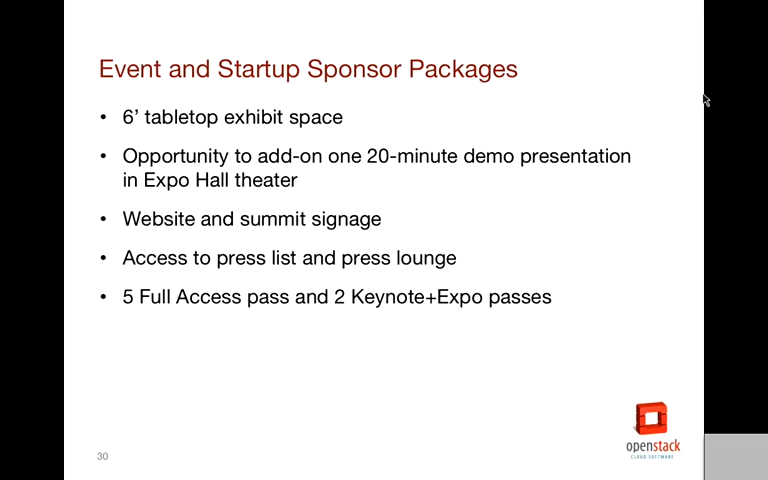 Event and Startup Sponsor Packages
• 6’ tabletop exhibit space
• Opportunity to add-on one 20-minute demo presentation
in Expo Hall theater
• Website and summit signage
• Access to press list and press lounge
• 5 Full Access pass and 2 Keynote+Expo passes
openstack
CLOUD SOFTWARE
30